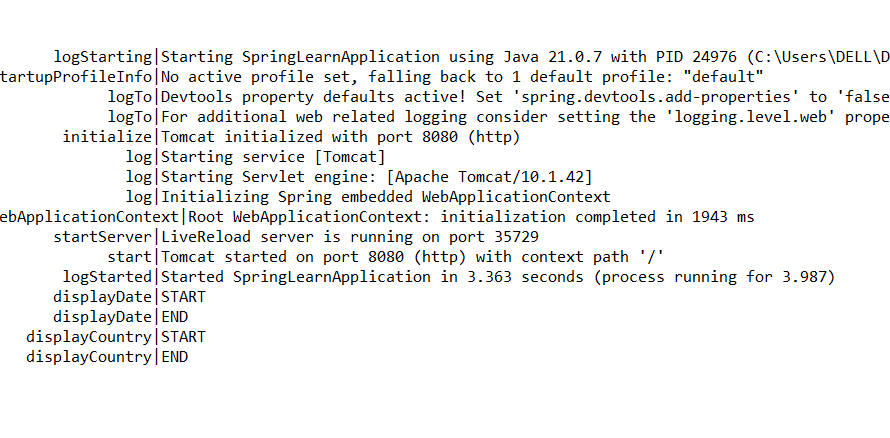 logStarting|Starting SpringLearnApplication using Java 21.0.7 with PID 24976 (C:\Users\DELL\D
tartupProfileInfo|No active profile set, falling back to 1 default profile: "default"
logTo|Devtools property defaults active! Set 'spring.devtools.add-properties' to 'false
logTo|For additional web related logging consider setting the 'logging.level.web' prope
initialize|Tomcat initialized with port 8080 (http)
log|Starting service [Tomcat]
log|Starting Servlet engine: [Apache Tomcat/10.1.42]
log|Initializing Spring embedded WebApplicationContext
ebApplicationContext|Root WebApplicationContext: initialization completed in 1943 ms
startServer|LiveReload server is running on port 35729
start|Tomcat started on port 8080 (http) with context path '/'
logStarted|Started SpringLearnApplication in 3.363 seconds (process running for 3.987)
displayDate|START
displayDate|END
displayCountry|START
displayCountry|END